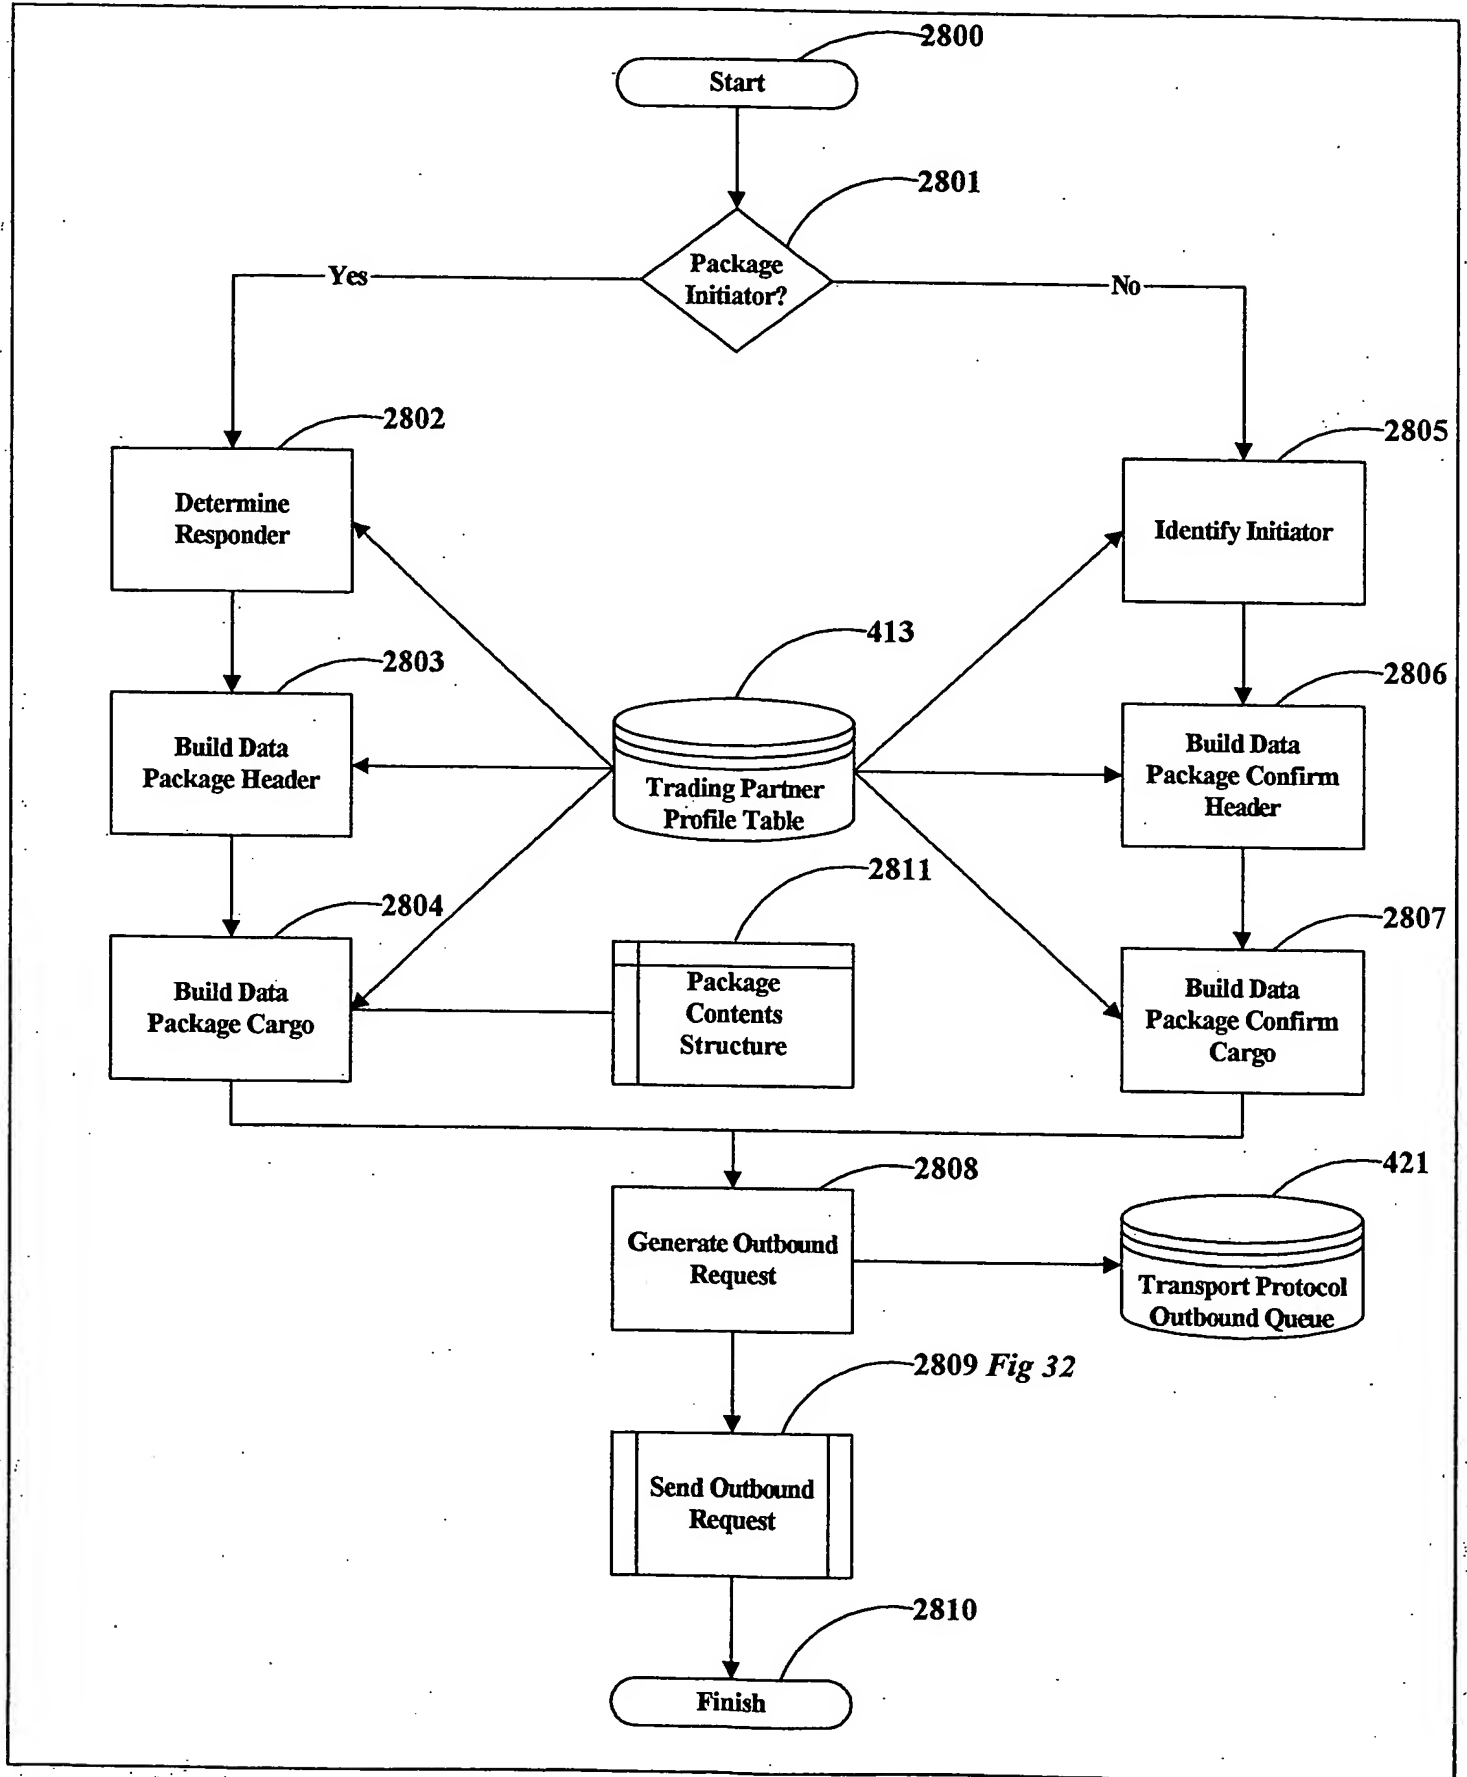 2800
Start
2801
Package
Initiator?
Yes
No
2802
Determine
Responder
2805
Identify Initiator
413
Trading Partner
Profile Table
2803
Build Data
Package Header
2806
Build Data
Package Confirm
Header
2811
Package
Contents
Structure
2804
Build Data
Package Cargo
2807
Build Data
Package Confirm
Cargo
2808
Generate Outbound
Request
421
Transport Protocol
Outbound Queue
2809 Fig 32
Send Outbound
Request
2810
Finish